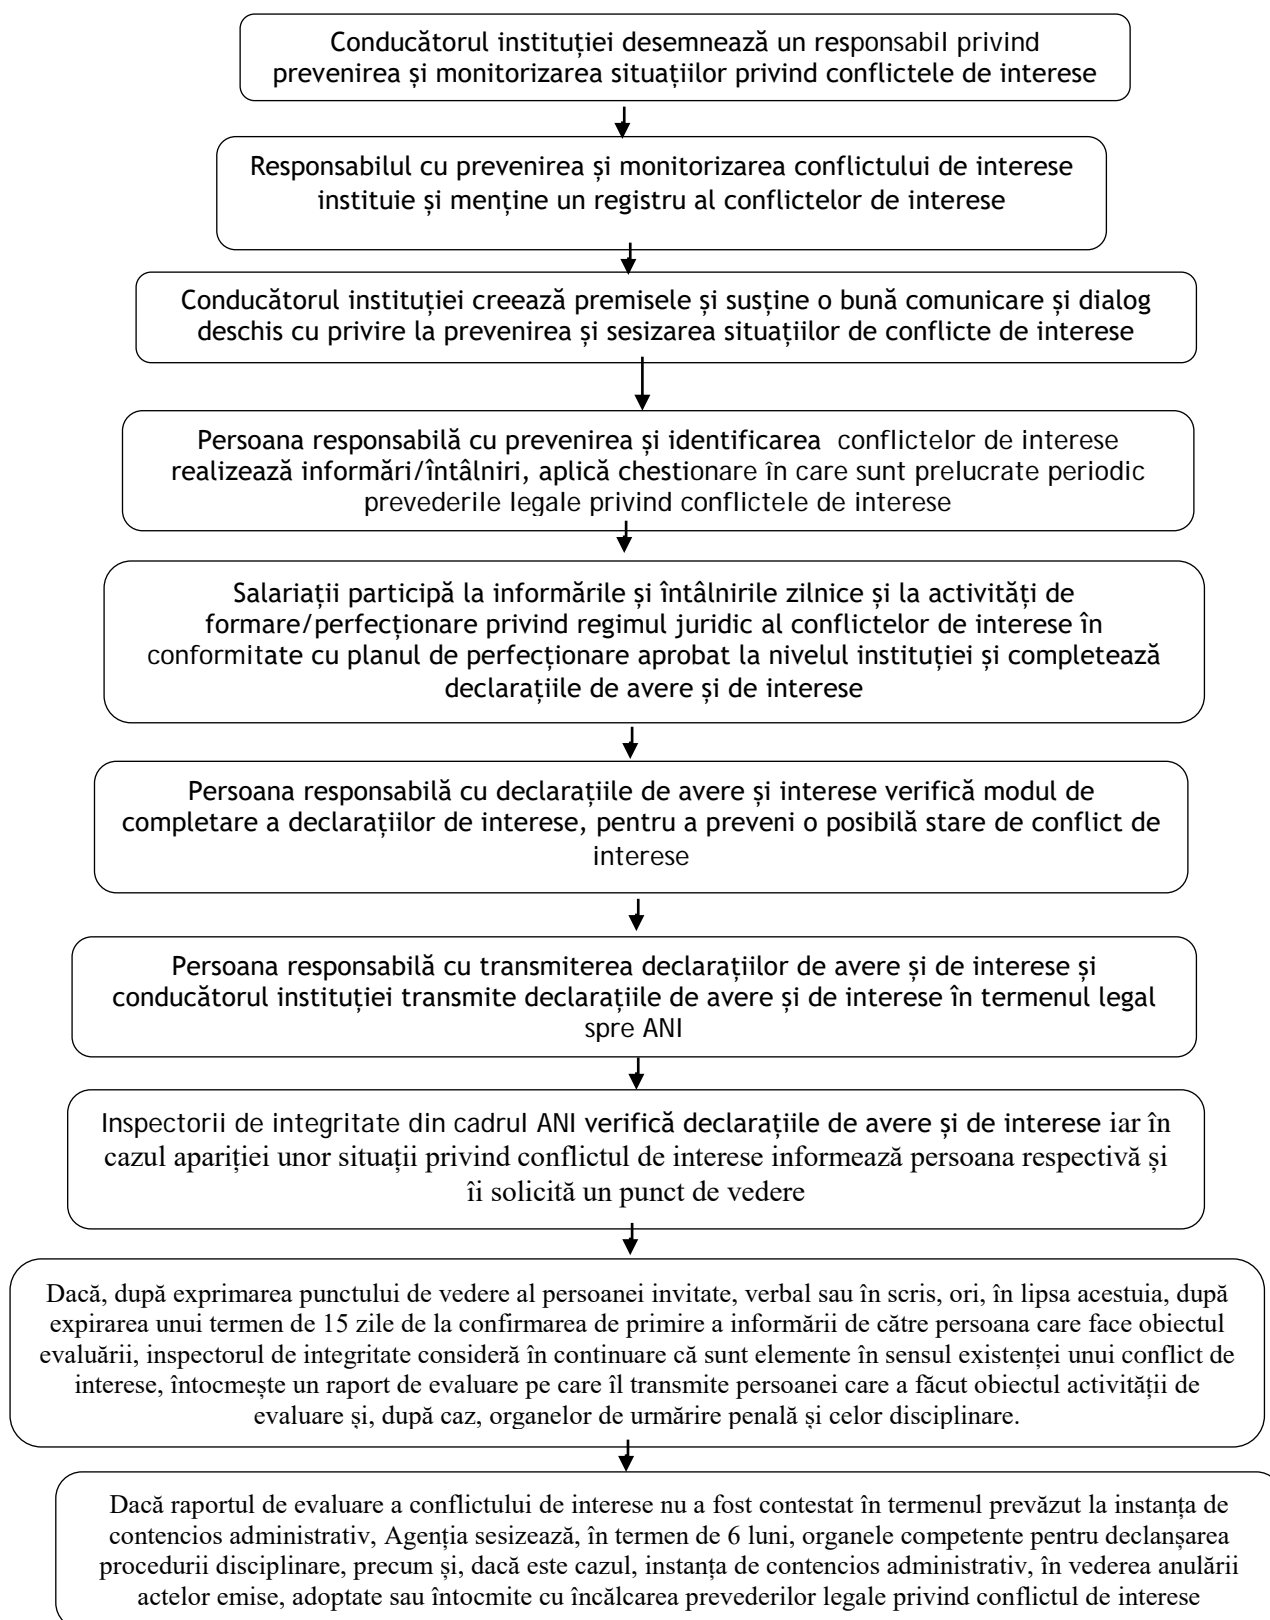 Conducătorul instituției desemnează un responsabil privind
prevenirea și monitorizarea situațiilor privind conflictele de interese
Responsabilul cu prevenirea și monitorizarea conflictului de interese
instituie și menține un registru al conflictelor de interese
Conducătorul instituției creează premisele și susține o bună comunicare și dialog
deschis cu privire la prevenirea și sesizarea situațiilor de conflicte de interese
Persoana responsabilă cu prevenirea și identificarea conflictelor de interese
realizează informări/întâlniri, aplică chestionare în care sunt prelucrate periodic
prevederile legale privind conflictele de interese
Salariații participă la informările și întâlnirile zilnice și la activități de
formare/perfecționare privind regimul juridic al conflictelor de interese în
conformitate cu planul de perfecționare aprobat la nivelul instituției și completează
declarațiile de avere și de interese
Persoana responsabilă cu declarațiile de avere și interese verifică modul de
completare a declarațiilor de interese, pentru a preveni o posibilă stare de conflict de
interese
Persoana responsabilă cu transmiterea declarațiilor de avere și de interese și
conducătorul instituției transmite declarațiile de avere și de interese în termenul legal
spre ANI
Inspectorii de integritate din cadrul ANI verifică declarațiile de avere și de interese iar în
cazul apariției unor situații privind conflictul de interese informează persoana respectivă și
îi solicită un punct de vedere
Dacă, după exprimarea punctului de vedere al persoanei invitate, verbal sau în scris, ori, în lipsa acestuia, după
expirarea unui termen de 15 zile de la confirmarea de primire a informării de către persoana care face obiectul
evaluării, inspectorul de integritate consideră în continuare că sunt elemente în sensul existenței unui conflict de
interese, întocmește un raport de evaluare pe care îl transmite persoanei care a făcut obiectul activității de
evaluare și, după caz, organelor de urmărire penală și celor disciplinare.
Dacă raportul de evaluare a conflictului de interese nu a fost contestat în termenul prevăzut la instanța de
contencios administrativ, Agenția sesizează, în termen de 6 luni, organele competente pentru declanșarea
procedurii disciplinare, precum și, dacă este cazul, instanța de contencios administrativ, în vederea anulării
actelor emise, adoptate sau întocmite cu încălcarea prevederilor legale privind conflictul de interese